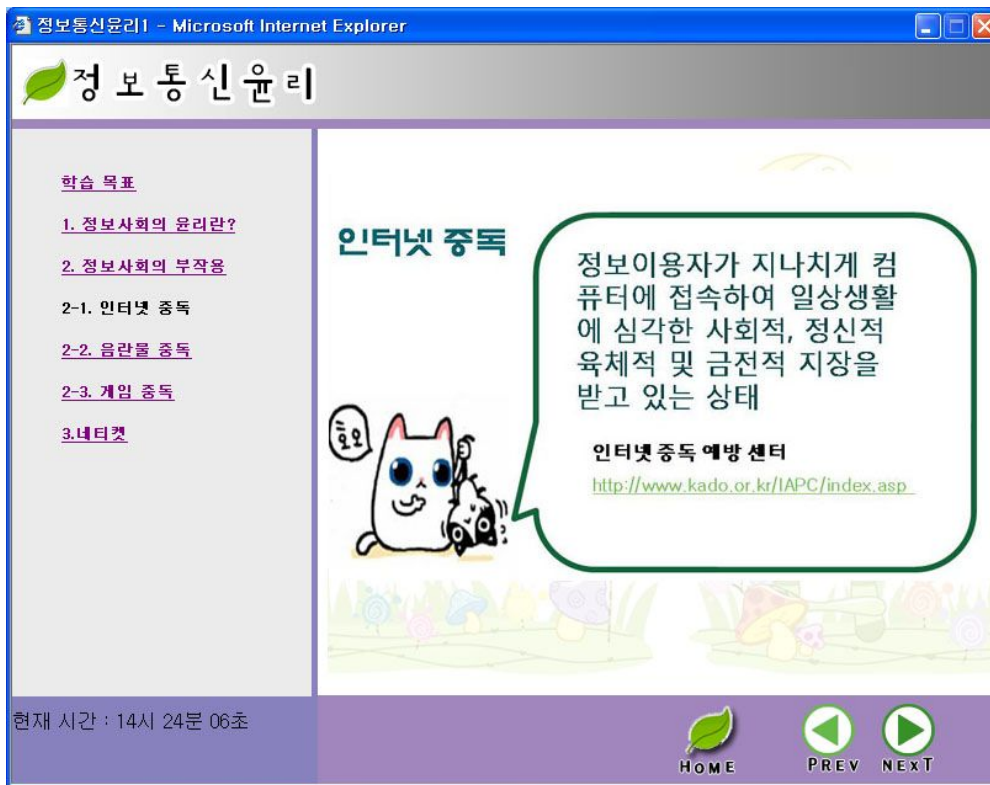 정보통신윤리1 - Microsoft Internet Explorer
정보통신윤리
학습 목표
1. 정보사회의 윤리란?
2. 정보사회의 부작용
2-1. 인터넷 중독
2-2. 음란물 중독
2-3. 게임 중독
3.네티켓
인터넷 중독
정보이용자가 지나치게 컴
퓨터에 접속하여 일상생활
에 심각한 사회적, 정신적
육체적 및 금전적 지장을
받고 있는 상태
인터넷 중독 예방 센터
http://www.kado.or.kr/IAPC/index.asp
현재 시간 : 14시 24분 06초
HOME
PREV
NEXT